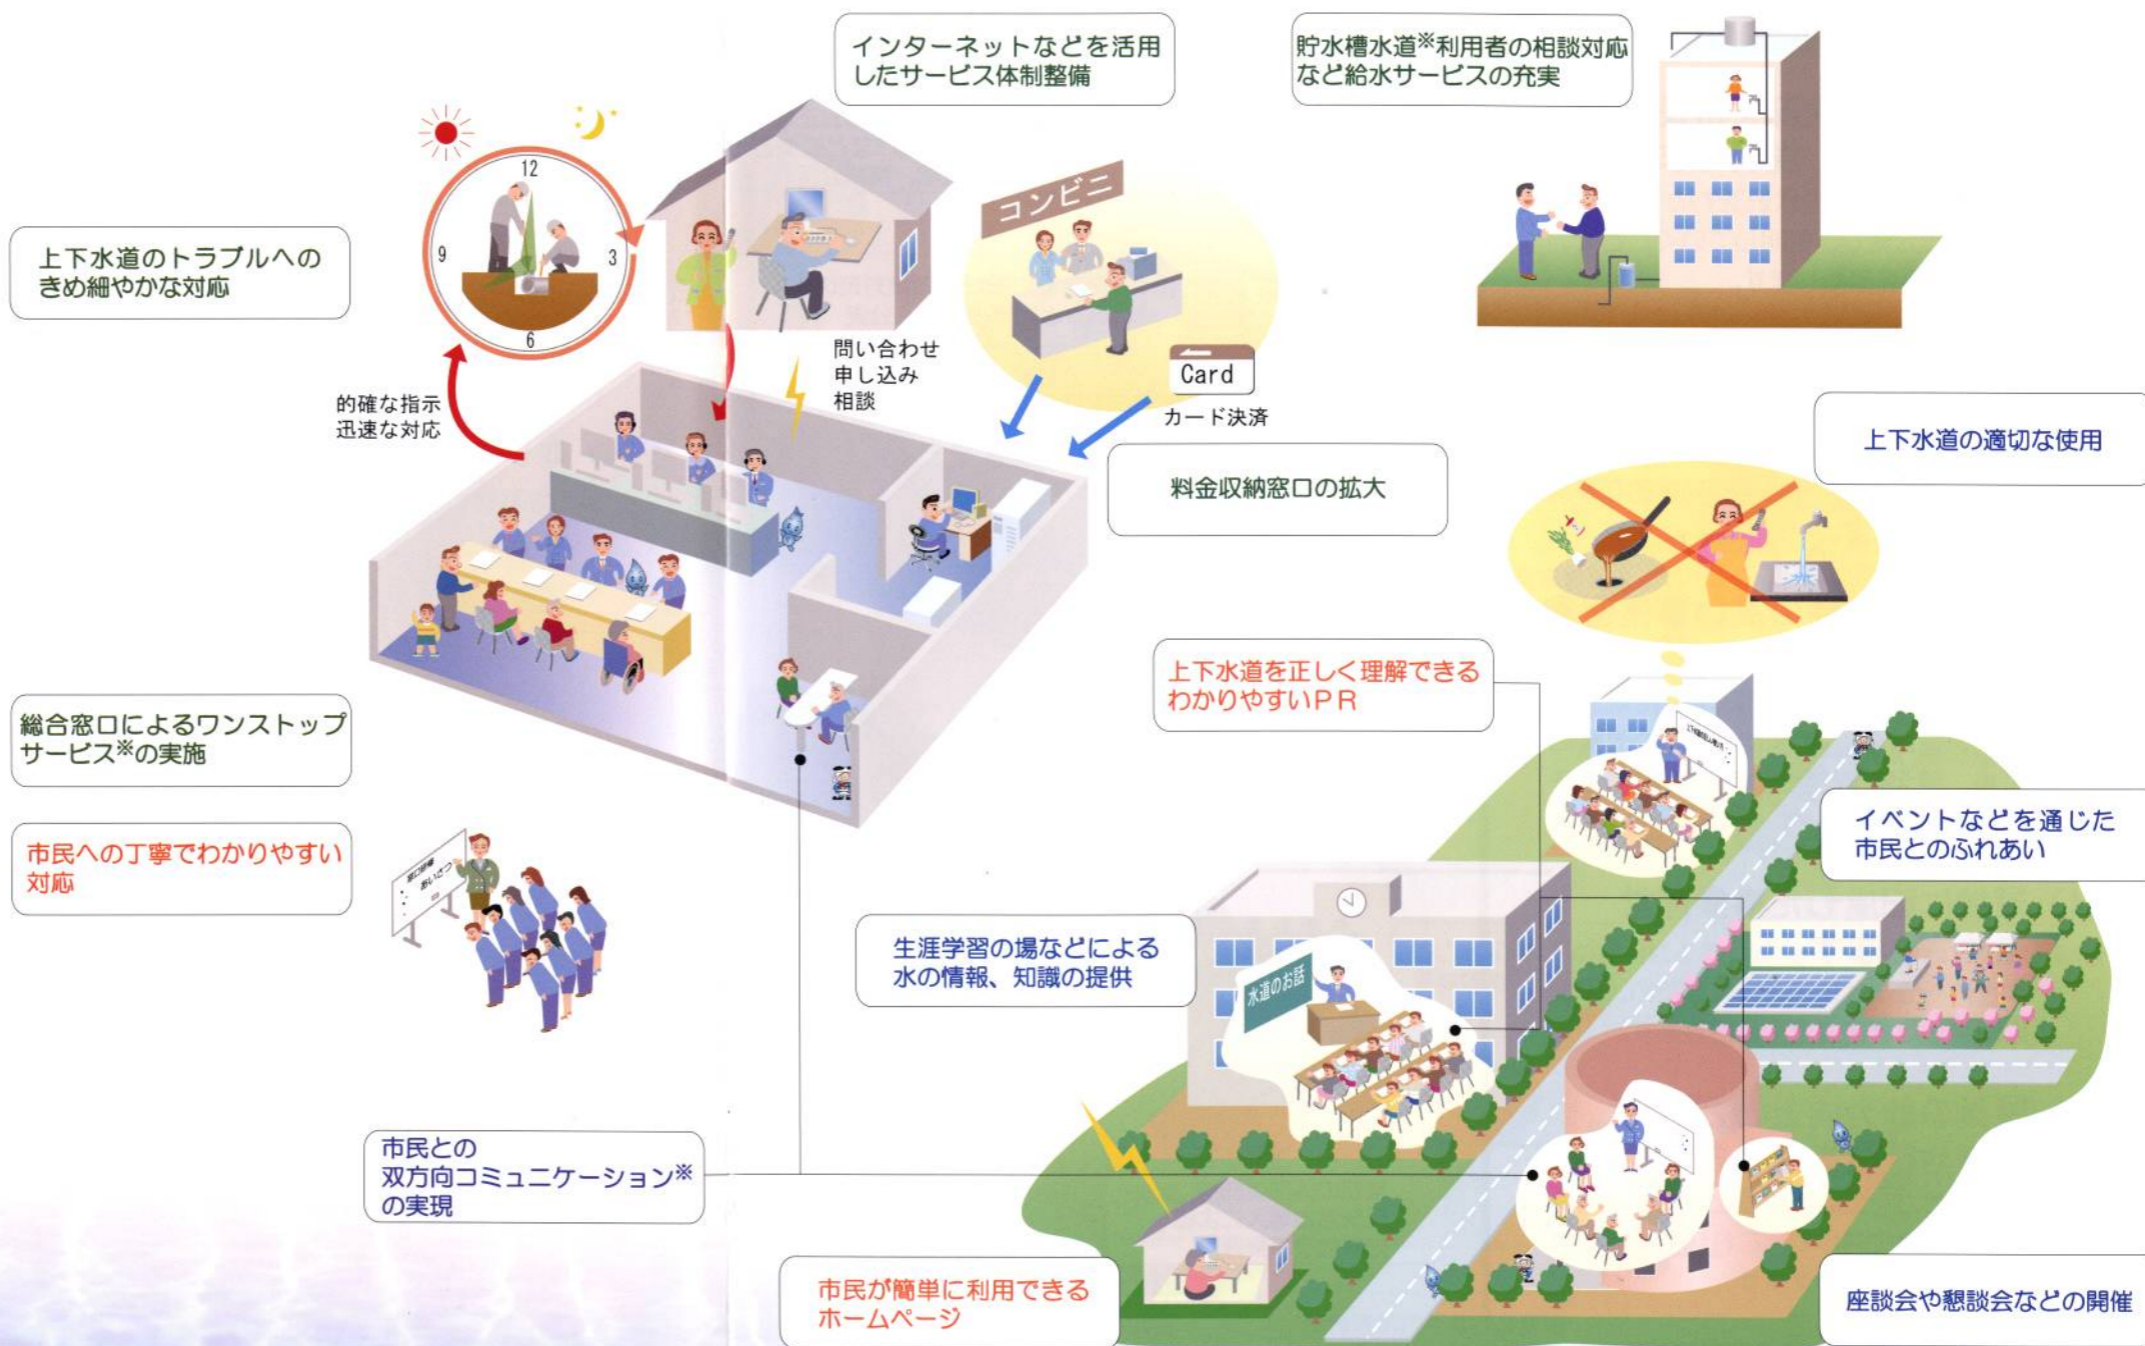 インターネットなどを活用
したサービス体制整備
貯水槽水道※利用者の相談対応
など給水サービスの充実
12
3
6
9
コンビニ
上下水道のトラブルへの
きめ細やかな対応
問い合わせ
申し込み
相談
Card
カード決済
的確な指示
迅速な対応
上下水道の適切な使用
料金収納窓口の拡大
上下水道を正しく理解できる
わかりやすいPR
総合窓口によるワンストップ
サービス※の実施
イベントなどを通じた
市民とのふれあい
市民への丁寧でわかりやすい
対応
窓口研修
あいさつ
生涯学習の場などによる
水の情報、知識の提供
水道のお話
市民との
双方向コミュニケーション※
の実現
市民が簡単に利用できる
ホームページ
座談会や懇談会などの開催